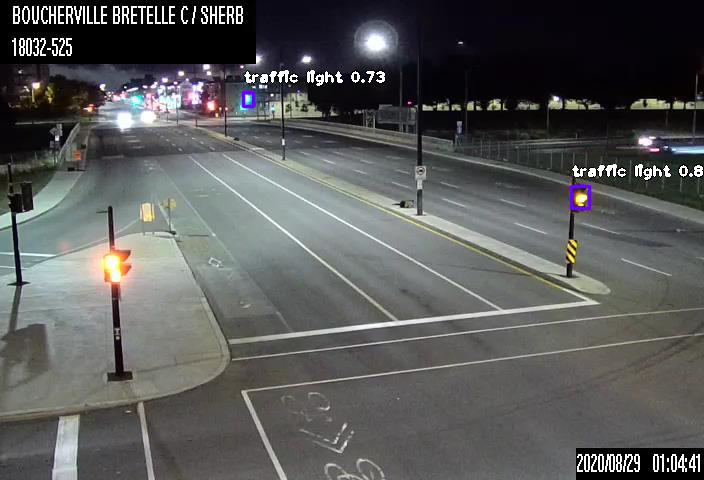 BOUCHERVILLE BRETELLE C / SHERB
18032-525
traffic light 0.73
traffic light 0.8
2020/08/29 01:04:41